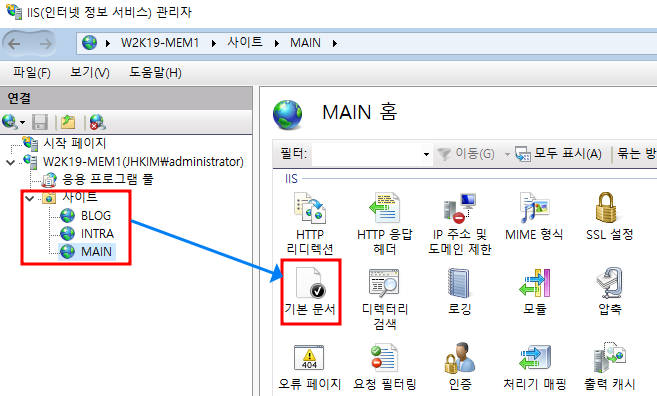 IIS(인터넷 정보 서비스) 관리자
W2K19-MEM1 사이트 MAIN
파일(F) 보기(V) 도움말(H)
연결
시작 페이지
W2K19-MEM1(JHKIM₩administrator)
응용 프로그램 풀
사이트
BLOG
INTRA
MAIN
MAIN 홈
필터: 이동(G) 모두 표시(A) 묶는 방
IIS
HTTP
리디렉션
HTTP 응답
헤더
IP 주소 및
도메인 제한
MIME 형식
SSL 설정
기본 문서
디렉터리
검색
로깅
모듈
압축
404
오류 페이지
요청 필터링
인증
처리기 매핑
출력 캐시